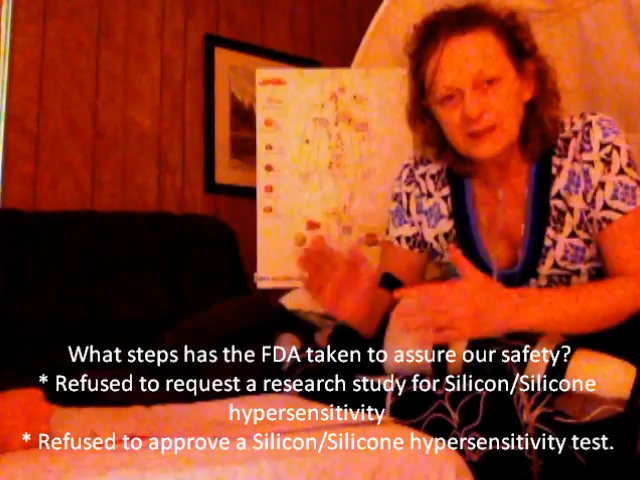 What steps has the FDA taken to assure our safety?
* Refused to request a research study for Silicon/Silicone
hypersensitivity
* Refused to approve a Silicon/Silicone hypersensitivity test.